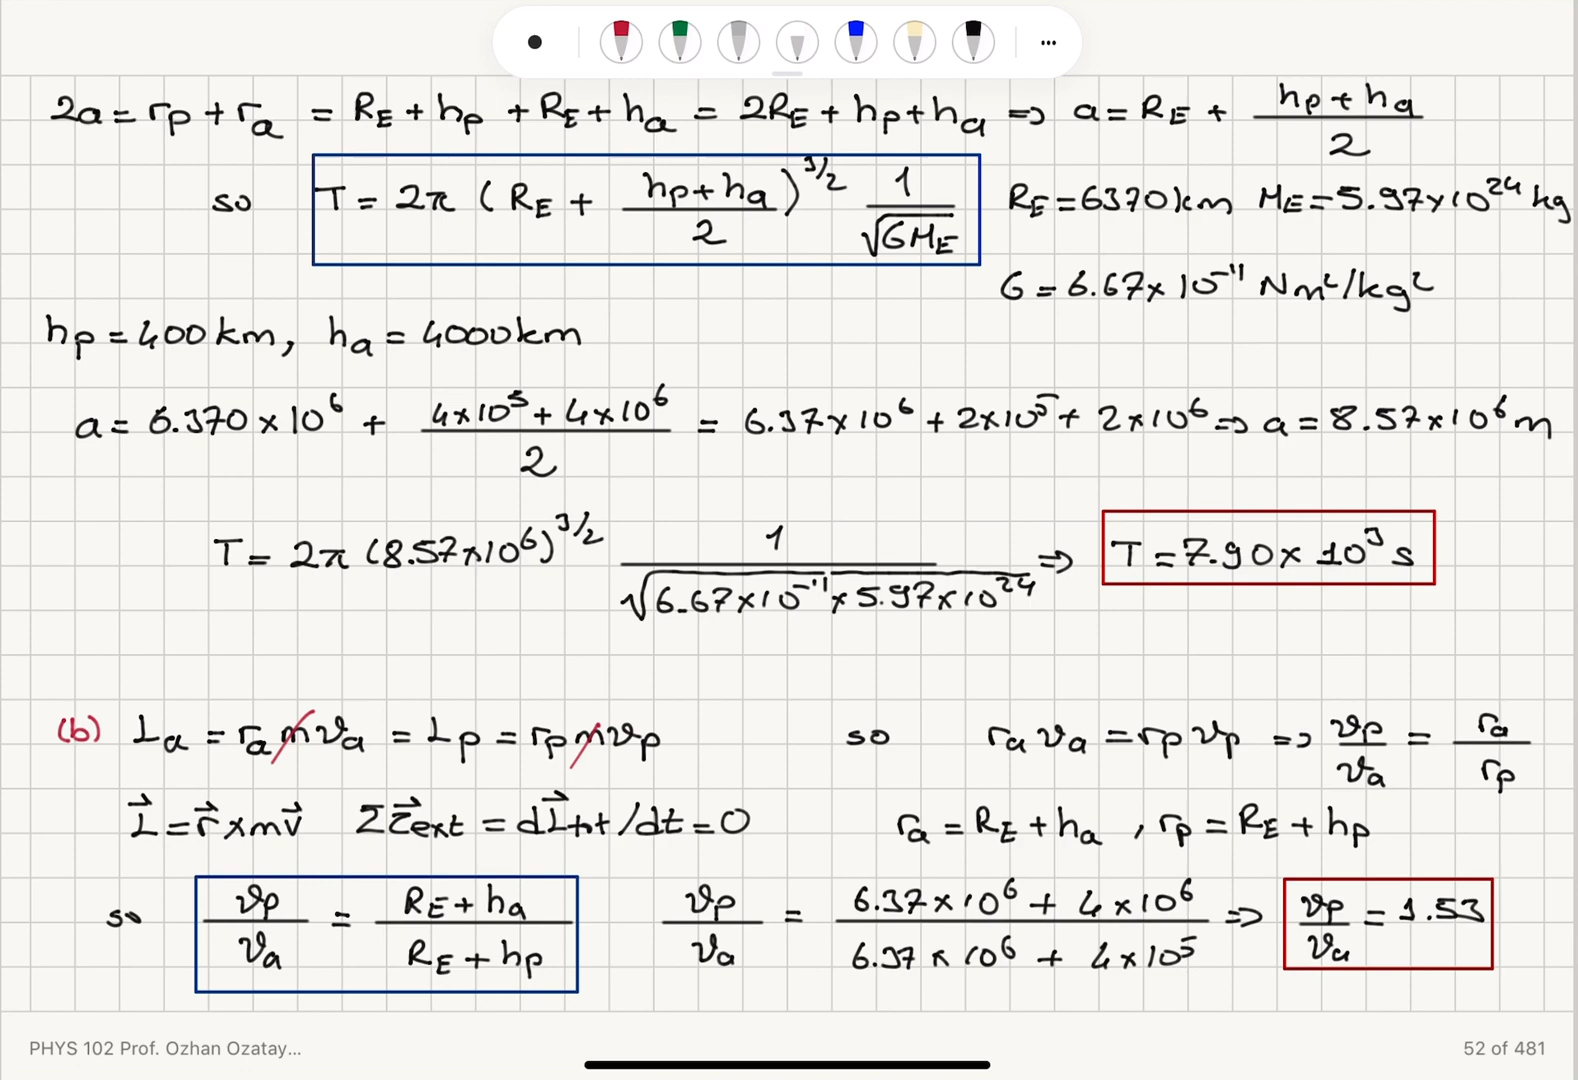 2a = rp + ra = RE + hp + RE + ha = 2RE + hp + ha ⇒ a = RE + (hp + ha)/2
so T = 2π (RE + (hp + ha)/2)^3/2 1/√GME RE = 6370 km ME = 5.97 × 10^24 kg
G = 6.67 × 10^-11 Nm²/kg²
hp = 400 km, ha = 4000 km
a = 6.370 × 10^6 + (4×10^5 + 4×10^6)/2 = 6.37 × 10^6 + 2×10^5 + 2×10^6 ⇒ a = 8.57×10^6 m
T = 2π (8.57×10^6)^3/2 1/√6.67×10^-11 × 5.97×10^24 ⇒ T = 7.90 × 10^3 s
(b) La = ra m va = Lp = rp m vp so ra va = rp vp ⇒ vp/va = ra/rp
L⃗ = r⃗ × mv⃗ Στ⃗ext = dL⃗tot/dt = 0 ra = RE + ha , rp = RE + hp
so vp/va = (RE + ha)/(RE + hp) vp/va = (6.37×10^6 + 4×10^6)/(6.37×10^6 + 4×10^5) ⇒ vp/va = 1.53
PHYS 102 Prof. Ozhan Ozatay... 52 of 481